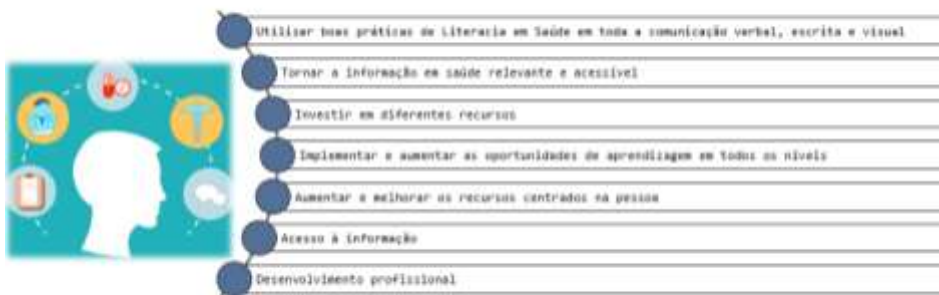 Utilizar boas práticas de Literacia em Saúde em toda a comunicação verbal, escrita e visual
Tornar a informação em saúde relevante e acessível
Investir em diferentes recursos
Implementar e aumentar as oportunidades de aprendizagem em todos os níveis
Aumentar e melhorar os recursos centrados na pessoa
Acesso à informação
Desenvolvimento profissional